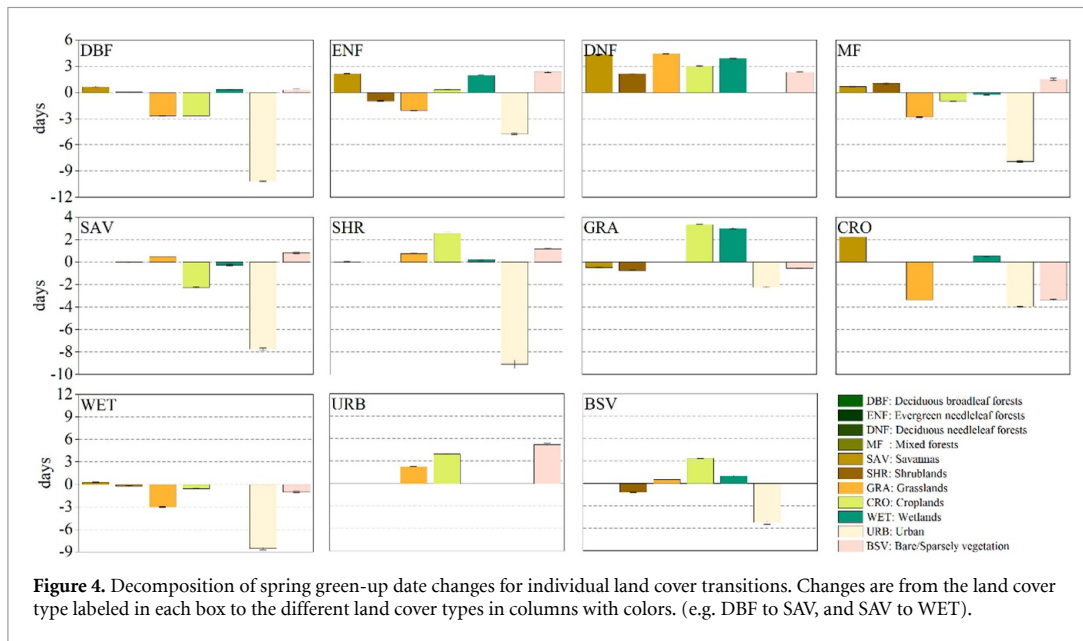 DBF ENF DNF MF
6
3
0
-3
-6
-9
-12
days
SAV SHR GRA CRO
4
2
0
-2
-4
-6
-8
-10
days
WET URB BSV
12
9
6
3
0
-3
-6
-9
days
DBF: Deciduous broadleaf forests
ENF: Evergreen needleleaf forests
DNF: Deciduous needleleaf forests
MF : Mixed forests
SAV: Savannas
SHR: Shrublands
GRA: Grasslands
CRO: Croplands
WET: Wetlands
URB: Urban
BSV: Bare/Sparsely vegetation
Figure 4. Decomposition of spring green-up date changes for individual land cover transitions. Changes are from the land cover
type labeled in each box to the different land cover types in columns with colors. (e.g. DBF to SAV, and SAV to WET).